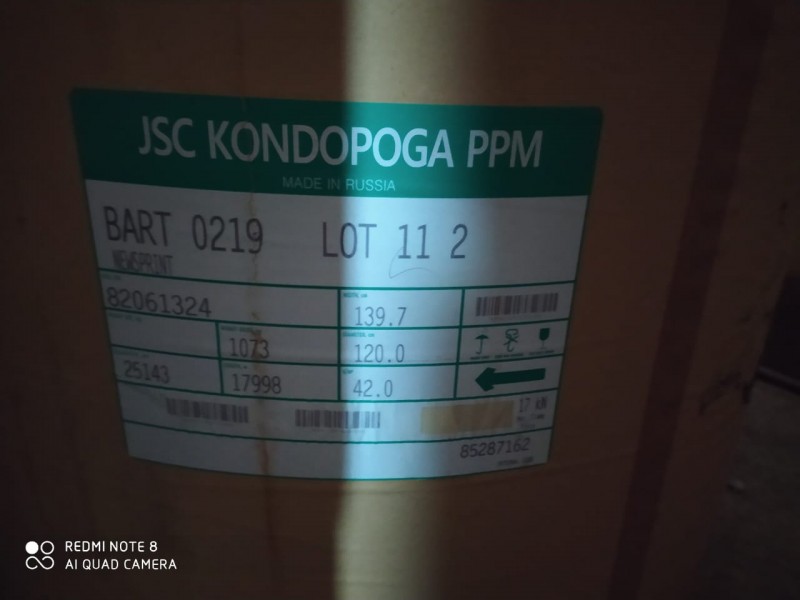 JSC KONDOPOGA PPM
MADE IN RUSSIA
BART 0219 LOT 11 2
NEWSPRINT
82061324
139.7
1073
120.0
25143
17998
42.0
17 kN
85287162
REDMI NOTE 8
AI QUAD CAMERA